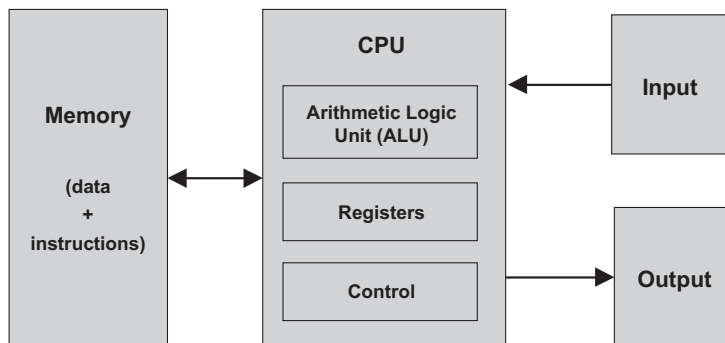 Memory
(data
+
instructions)
CPU
Arithmetic Logic
Unit (ALU)
Registers
Control
Input
Output